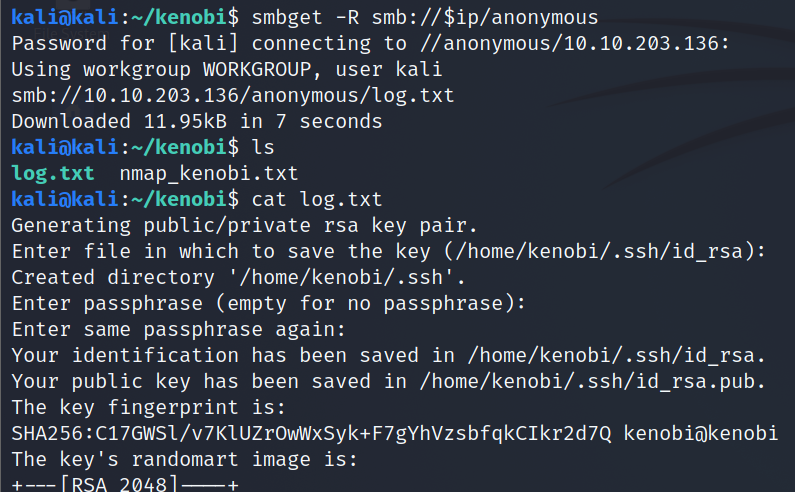 kali@kali:~/kenobi$ smbget -R smb://$ip/anonymous
Password for [kali] connecting to //anonymous/10.10.203.136:
Using workgroup WORKGROUP, user kali
smb://10.10.203.136/anonymous/log.txt
Downloaded 11.95kB in 7 seconds
kali@kali:~/kenobi$ ls
log.txt  nmap_kenobi.txt
kali@kali:~/kenobi$ cat log.txt
Generating public/private rsa key pair.
Enter file in which to save the key (/home/kenobi/.ssh/id_rsa):
Created directory '/home/kenobi/.ssh'.
Enter passphrase (empty for no passphrase):
Enter same passphrase again:
Your identification has been saved in /home/kenobi/.ssh/id_rsa.
Your public key has been saved in /home/kenobi/.ssh/id_rsa.pub.
The key fingerprint is:
SHA256:C17GWSl/v7KlUZrOwWxSyk+F7gYhVzsbfqkCIkr2d7Q kenobi@kenobi
The key's randomart image is:
+---[RSA 2048]----+